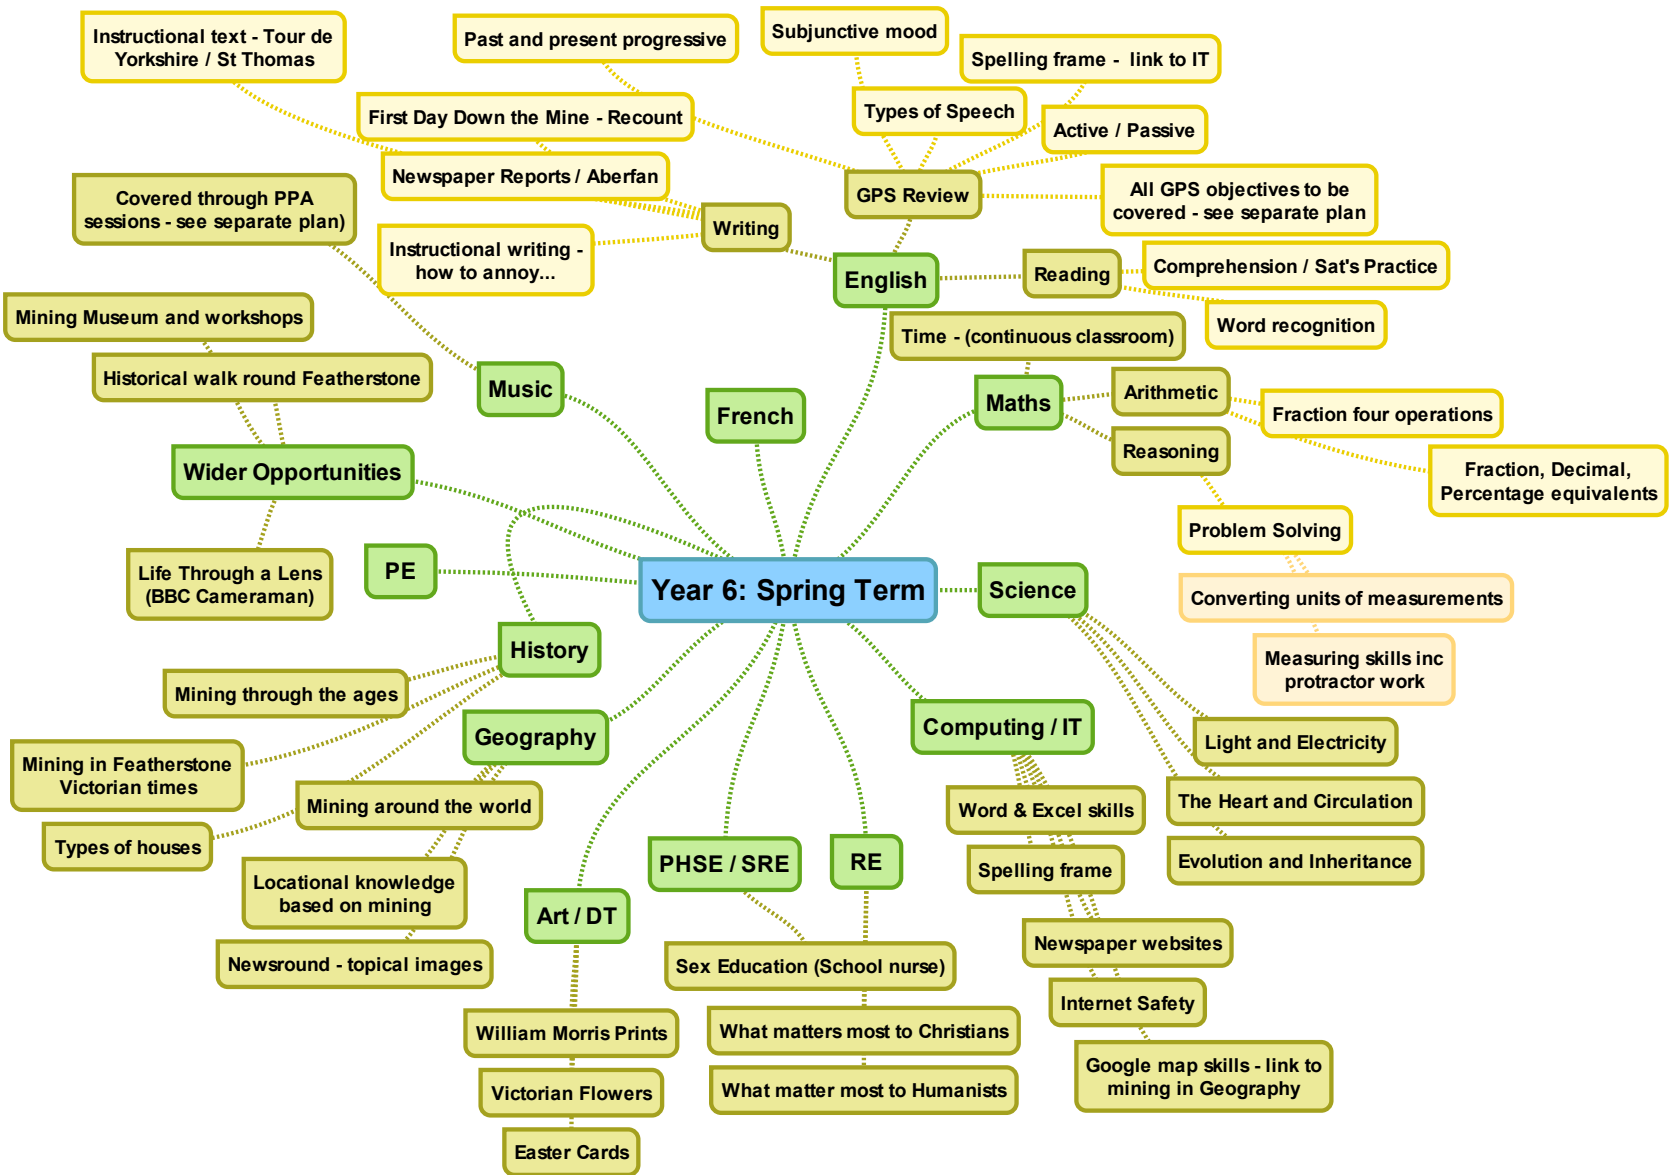 Instructional text - Tour de
Yorkshire / St Thomas
Past and present progressive
Subjunctive mood
Spelling frame -  link to IT
First Day Down the Mine - Recount
Types of Speech
Active / Passive
Newspaper Reports / Aberfan
GPS Review
All GPS objectives to be
covered - see separate plan
Covered through PPA
sessions - see separate plan)
Writing
Instructional writing -
how to annoy...
English
Reading
Comprehension / Sat's Practice
Word recognition
Mining Museum and workshops
Time - (continuous classroom)
Historical walk round Featherstone
Music
French
Maths
Arithmetic
Fraction four operations
Reasoning
Wider Opportunities
Fraction, Decimal,
Percentage equivalents
Problem Solving
Life Through a Lens
(BBC Cameraman)
PE
Year 6: Spring Term
Science
Converting units of measurements
History
Measuring skills inc
protractor work
Mining through the ages
Geography
Computing / IT
Light and Electricity
Mining in Featherstone
Victorian times
Mining around the world
Word & Excel skills
The Heart and Circulation
Types of houses
PHSE / SRE
RE
Spelling frame
Evolution and Inheritance
Locational knowledge
based on mining
Art / DT
Newspaper websites
Newsround - topical images
Sex Education (School nurse)
Internet Safety
William Morris Prints
What matters most to Christians
Google map skills - link to
mining in Geography
Victorian Flowers
What matter most to Humanists
Easter Cards